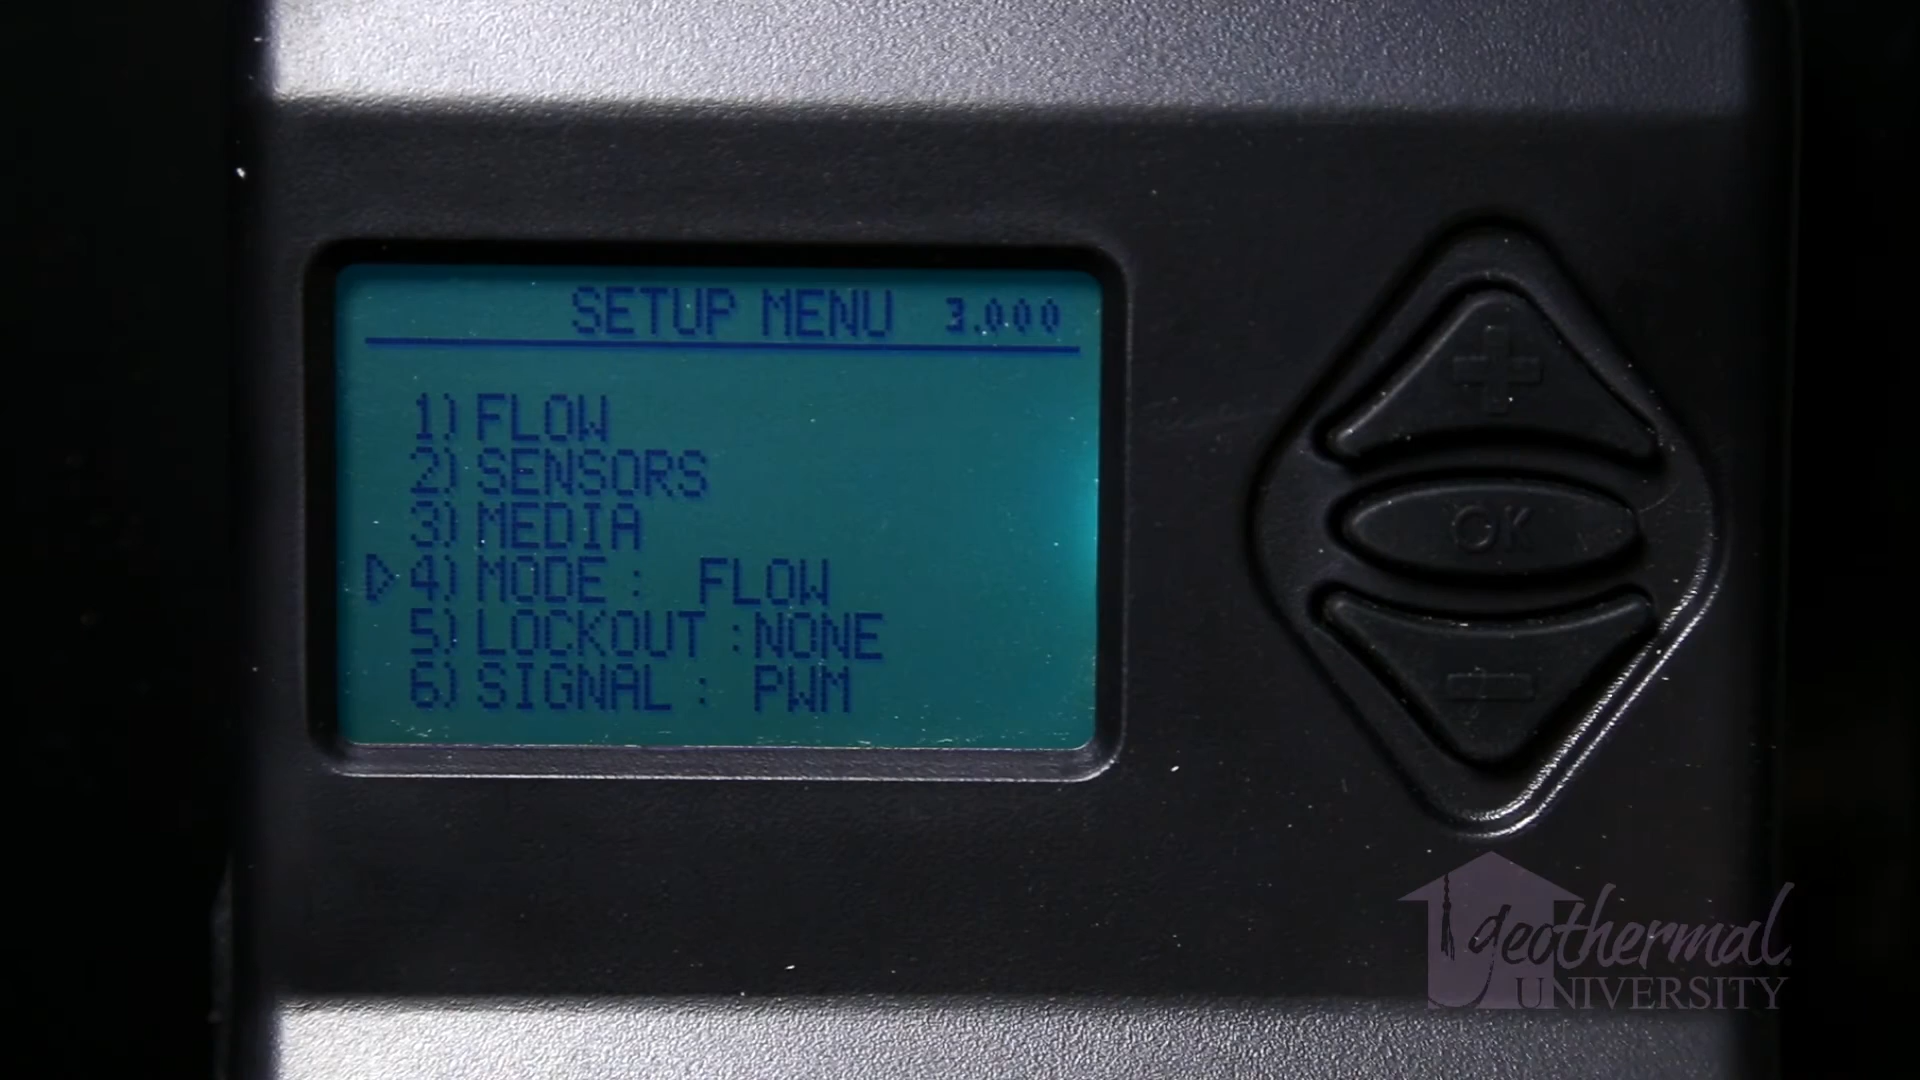 SETUP MENU 3.000
1) FLOW
2) SENSORS
3) MEDIA
4) MODE : FLOW
5) LOCKOUT :NONE
6) SIGNAL : PWM
OK
geothermal
UNIVERSITY